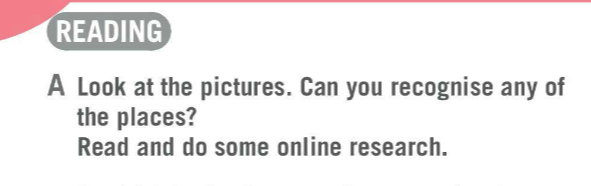 READING
A Look at the pictures. Can you recognise any of
the places?
Read and do some online research.